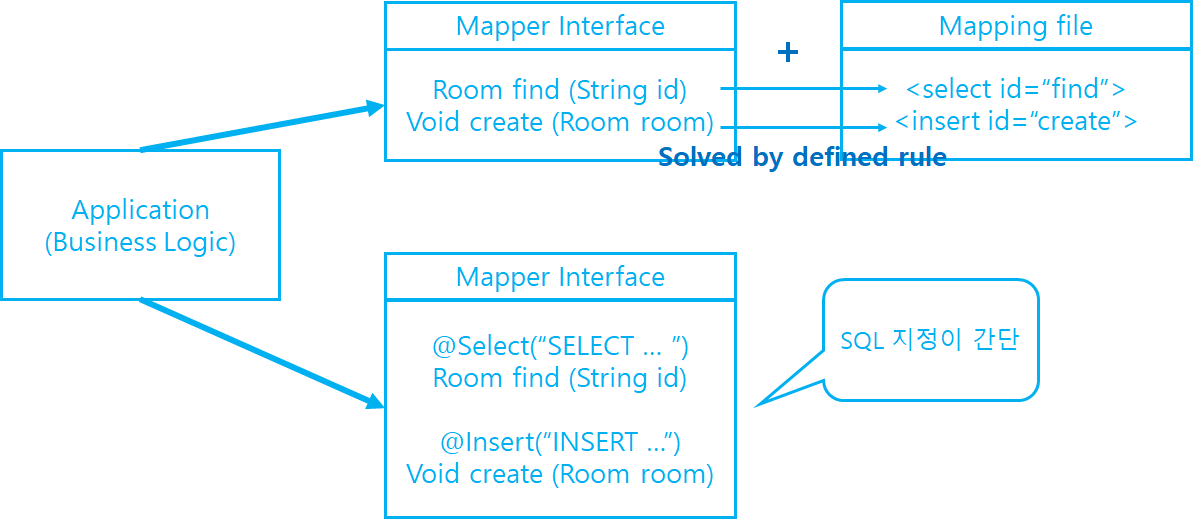 Mapper Interface
+
Mapping file
Room find (String id)
Void create (Room room)
<select id=“find”>
<insert id=“create”>
Solved by defined rule
Application
(Business Logic)
Mapper Interface
@Select(“SELECT ... ”)
Room find (String id)
@Insert(“INSERT ...”)
Void create (Room room)
SQL 지정이 간단